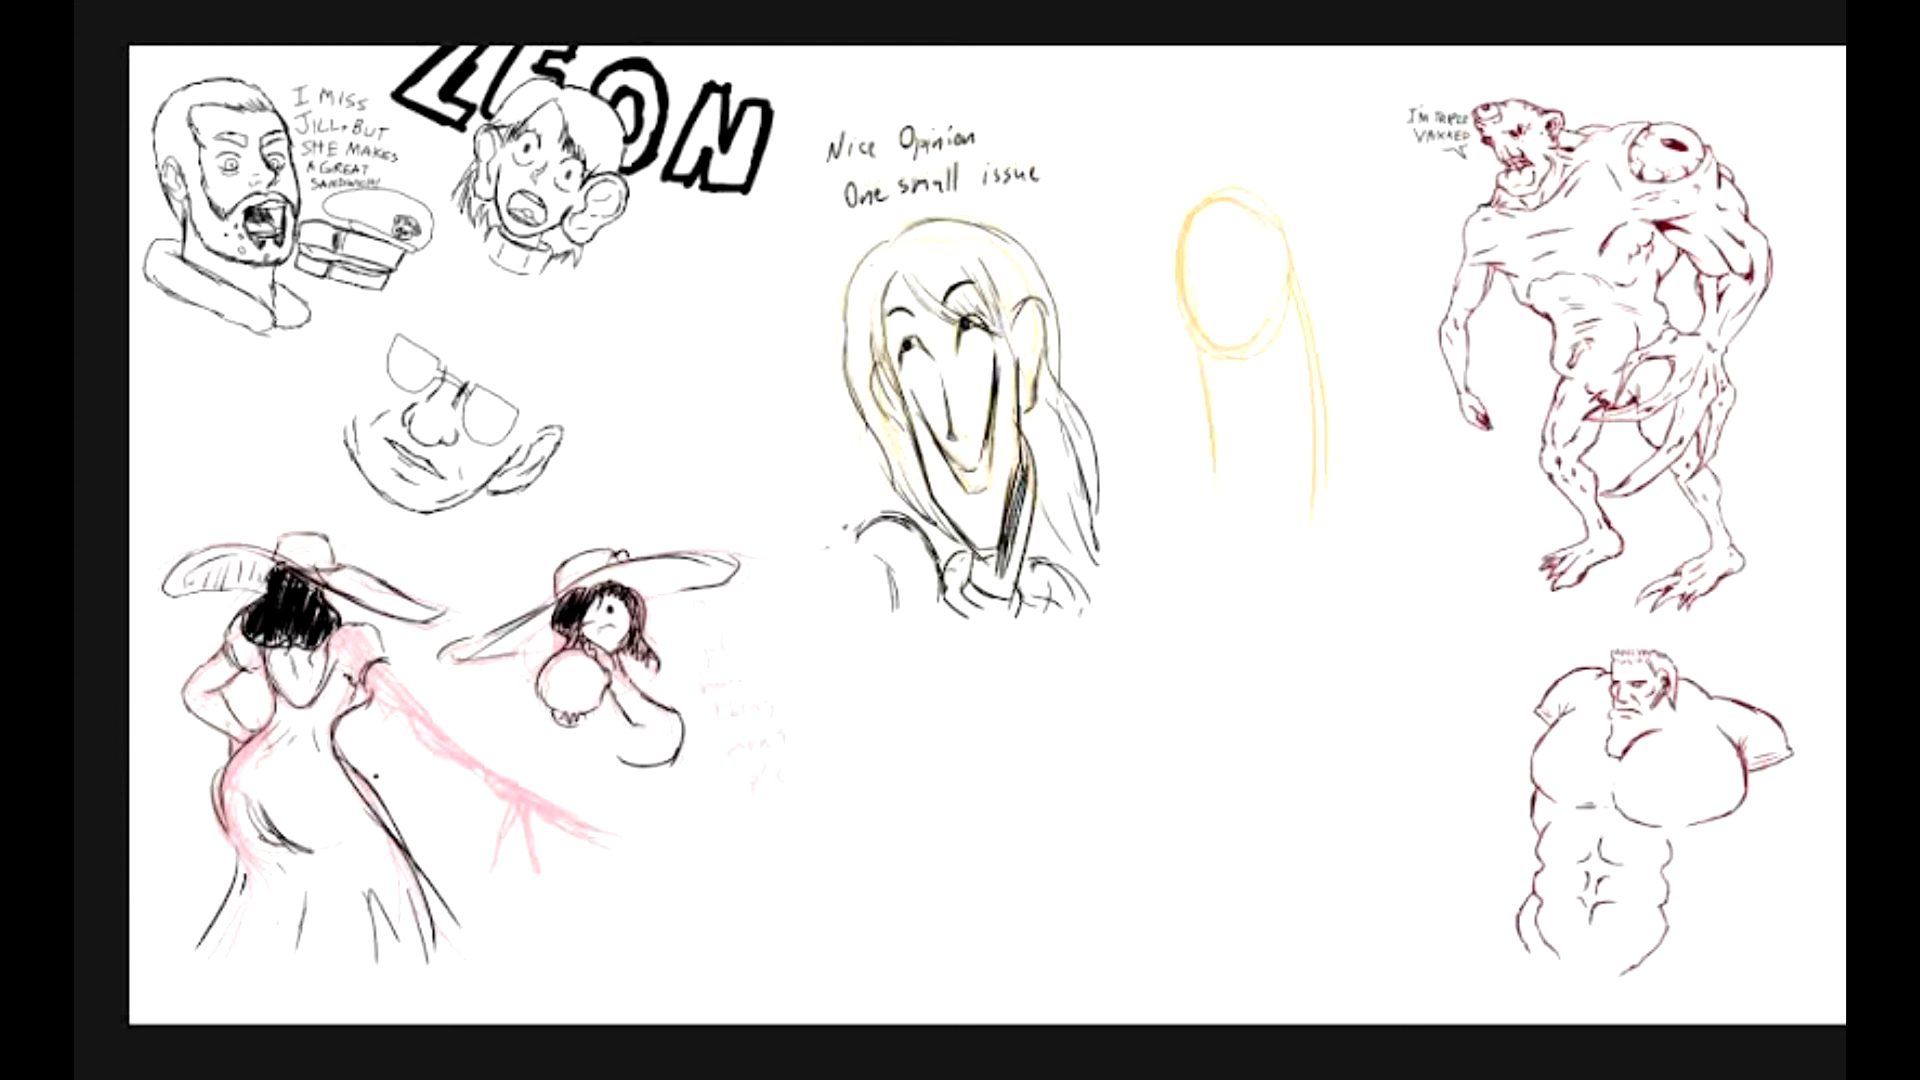 I MISS
JILL, BUT
SHE MAKES
A GREAT
SANDWICH!
LEON
Nice Opinion
One small issue
I'M TRIPLE
VAXXED